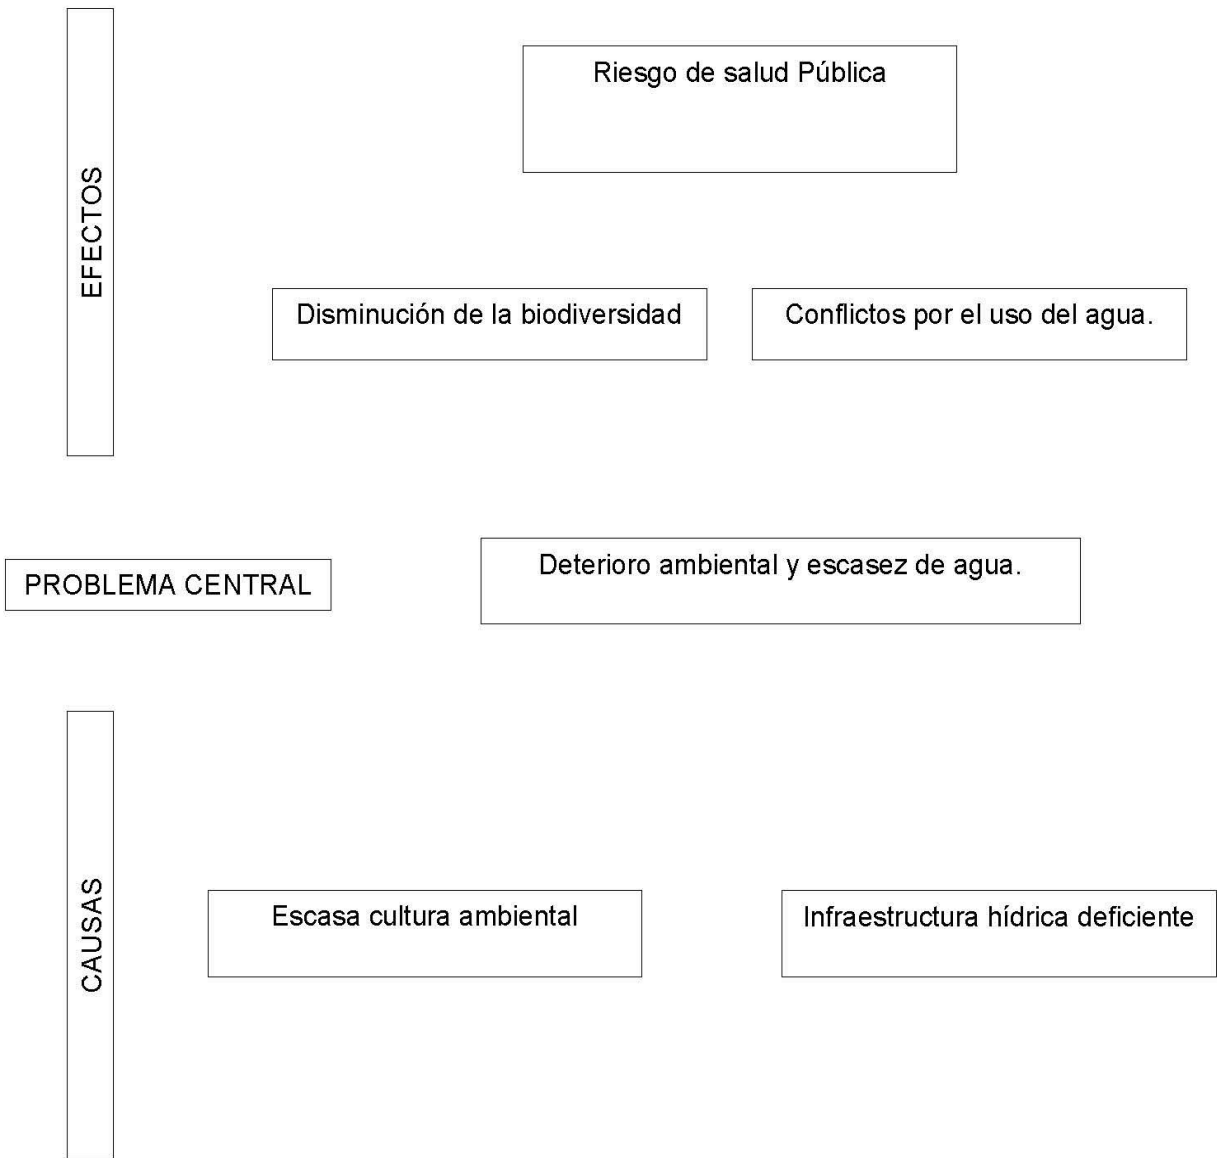 EFECTOS
Riesgo de salud Pública
Disminución de la biodiversidad
Conflictos por el uso del agua.
PROBLEMA CENTRAL
Deterioro ambiental y escasez de agua.
CAUSAS
Escasa cultura ambiental
Infraestructura hídrica deficiente